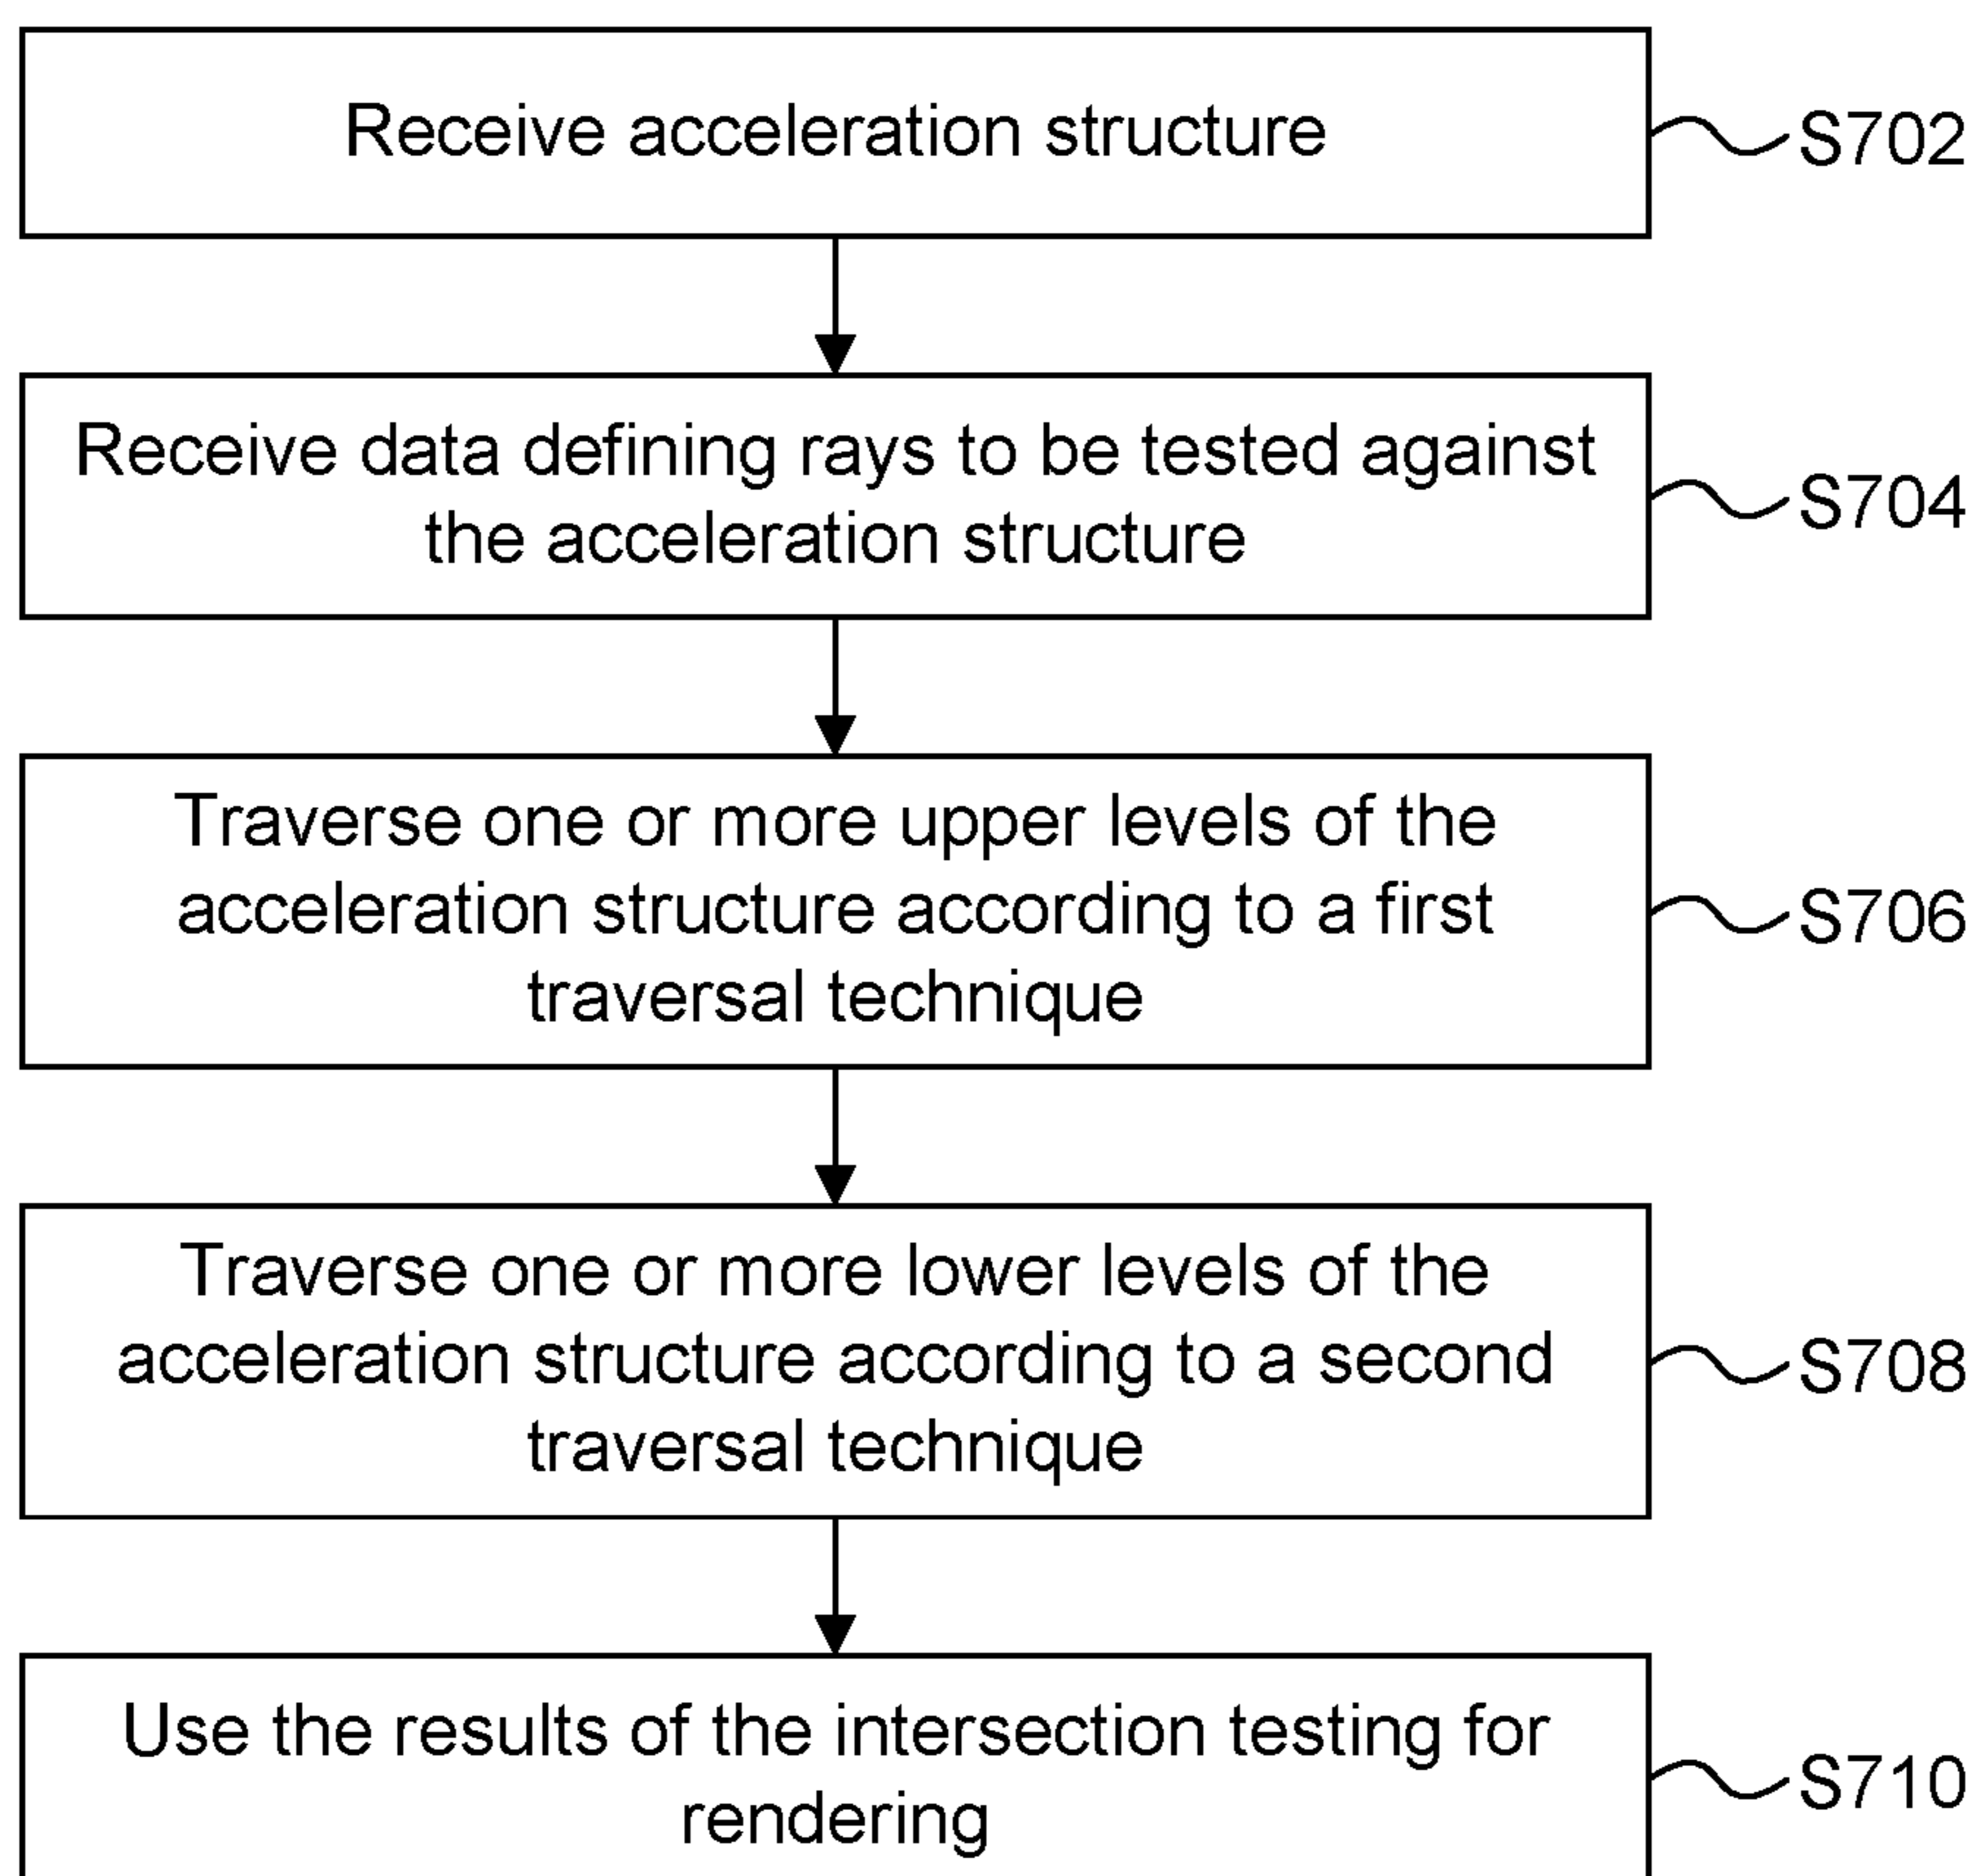 Receive acceleration structure
S702
Receive data defining rays to be tested against
the acceleration structure
S704
Traverse one or more upper levels of the
acceleration structure according to a first
traversal technique
S706
Traverse one or more lower levels of the
acceleration structure according to a second
traversal technique
S708
Use the results of the intersection testing for
rendering
S710